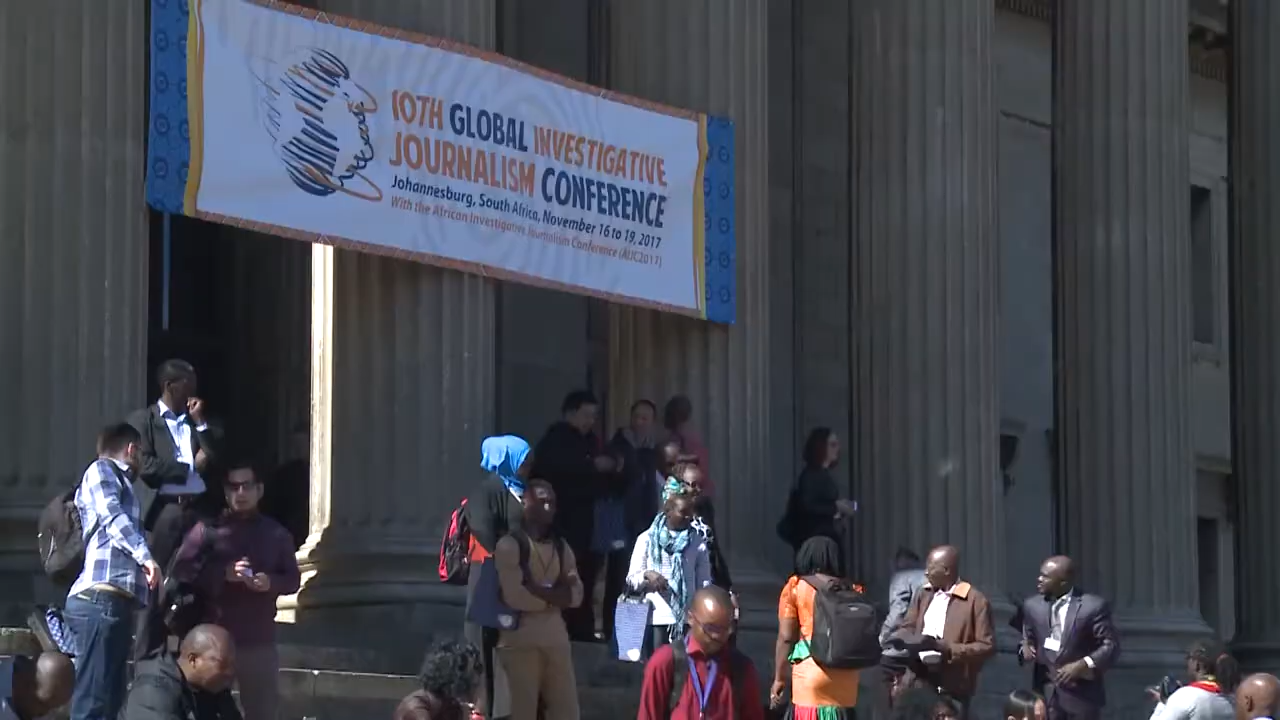 10TH GLOBAL INVESTIGATIVE
JOURNALISM CONFERENCE
Johannesburg, South Africa, November 16 to 19, 2017
With the African Investigative Journalism Conference (AIJC2017)